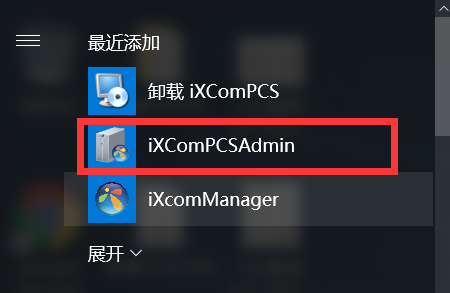 最近添加
卸载 iXComPCS
iXComPCSAdmin
iXcomManager
展开